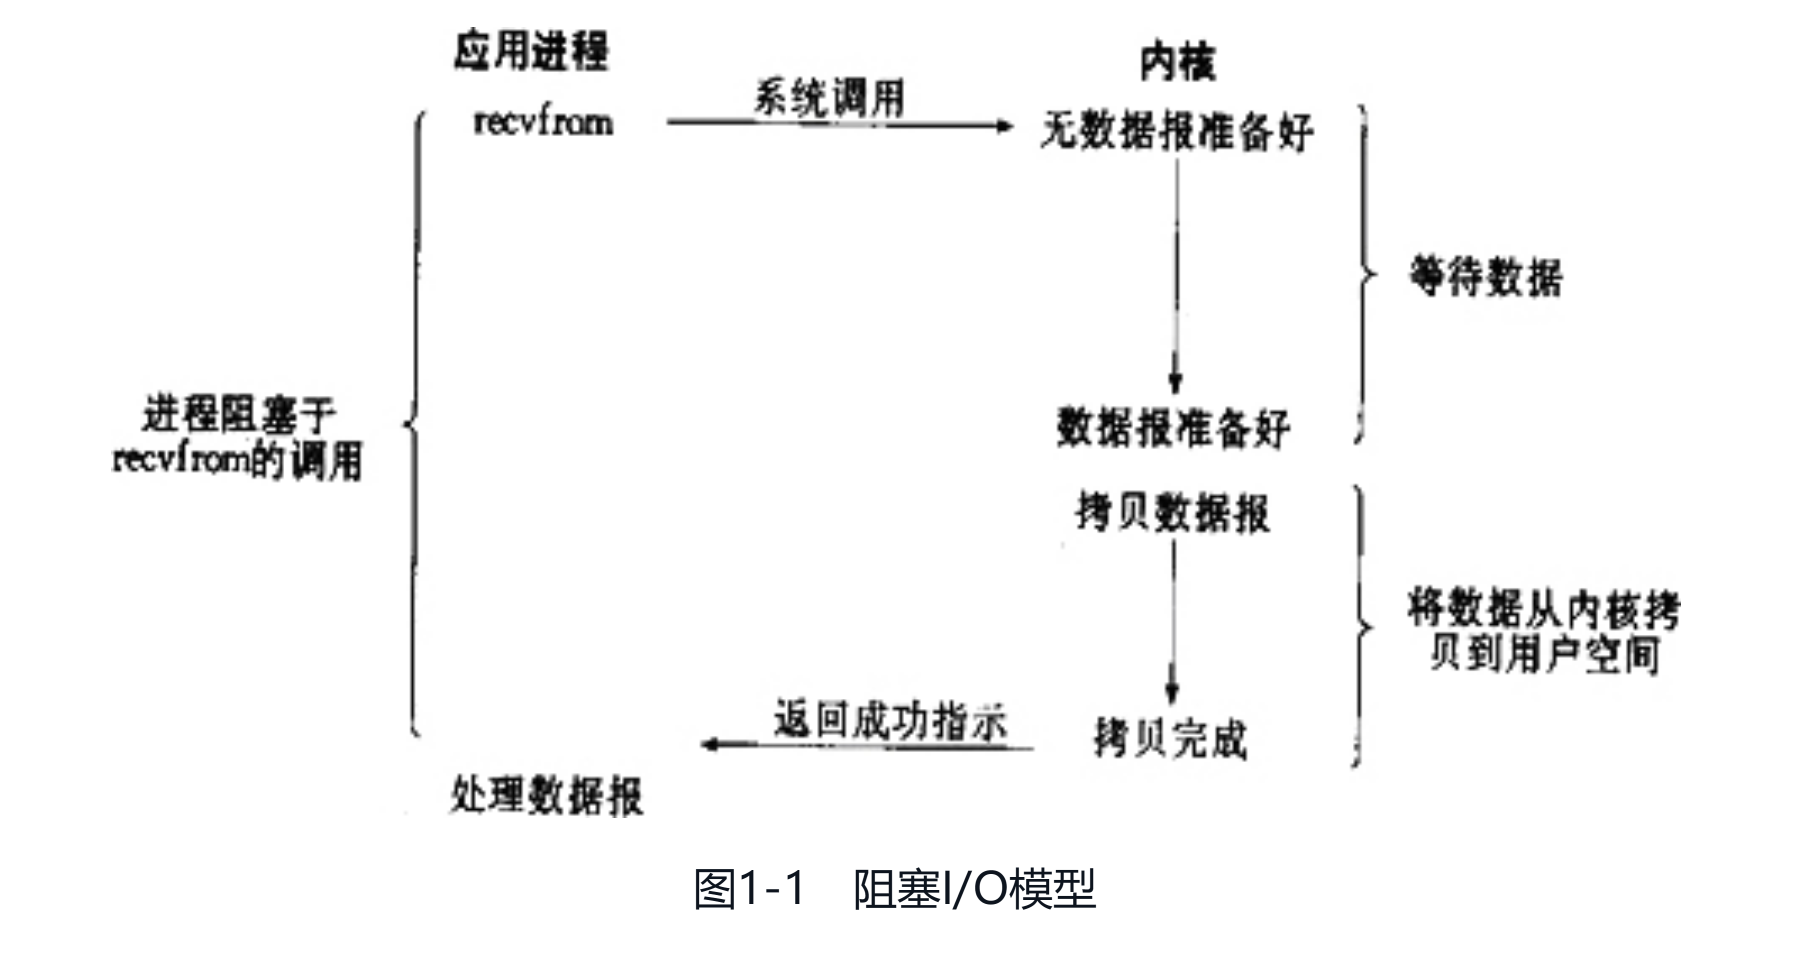 应用进程
内核
recvfrom
系统调用
无数据报准备好
等待数据
进程阻塞于
recvfrom的调用
数据报准备好
拷贝数据报
将数据从内核拷
贝到用户空间
返回成功指示
拷贝完成
处理数据报
图1-1 阻塞I/O模型